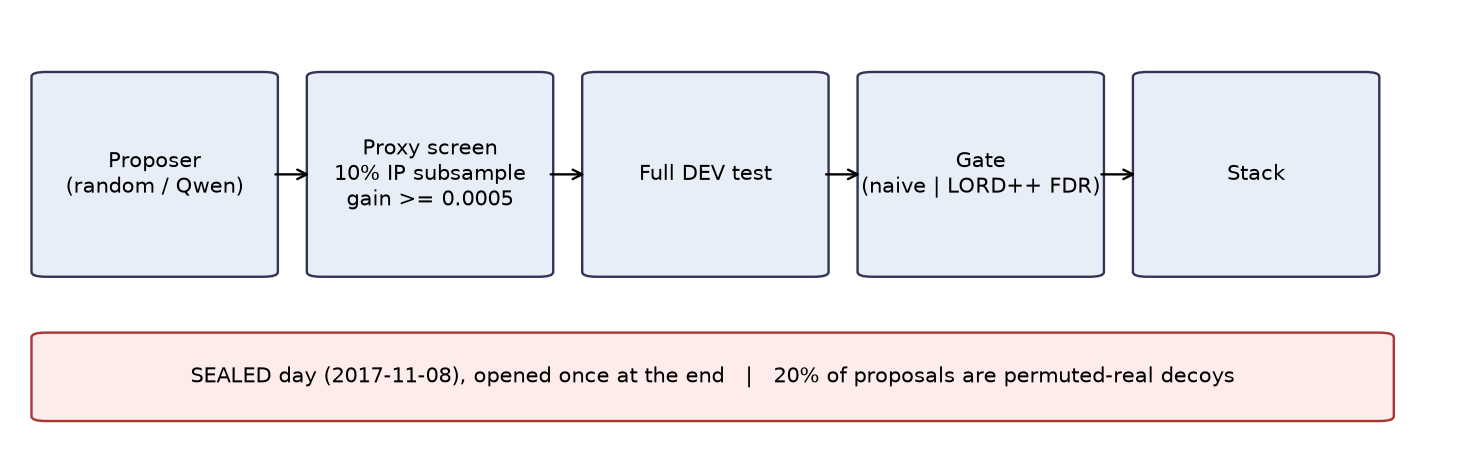 Proposer
(random / Qwen)
Proxy screen
10% IP subsample
gain >= 0.0005
Full DEV test
Gate
(naive | LORD++ FDR)
Stack
SEALED day (2017-11-08), opened once at the end | 20% of proposals are permuted-real decoys